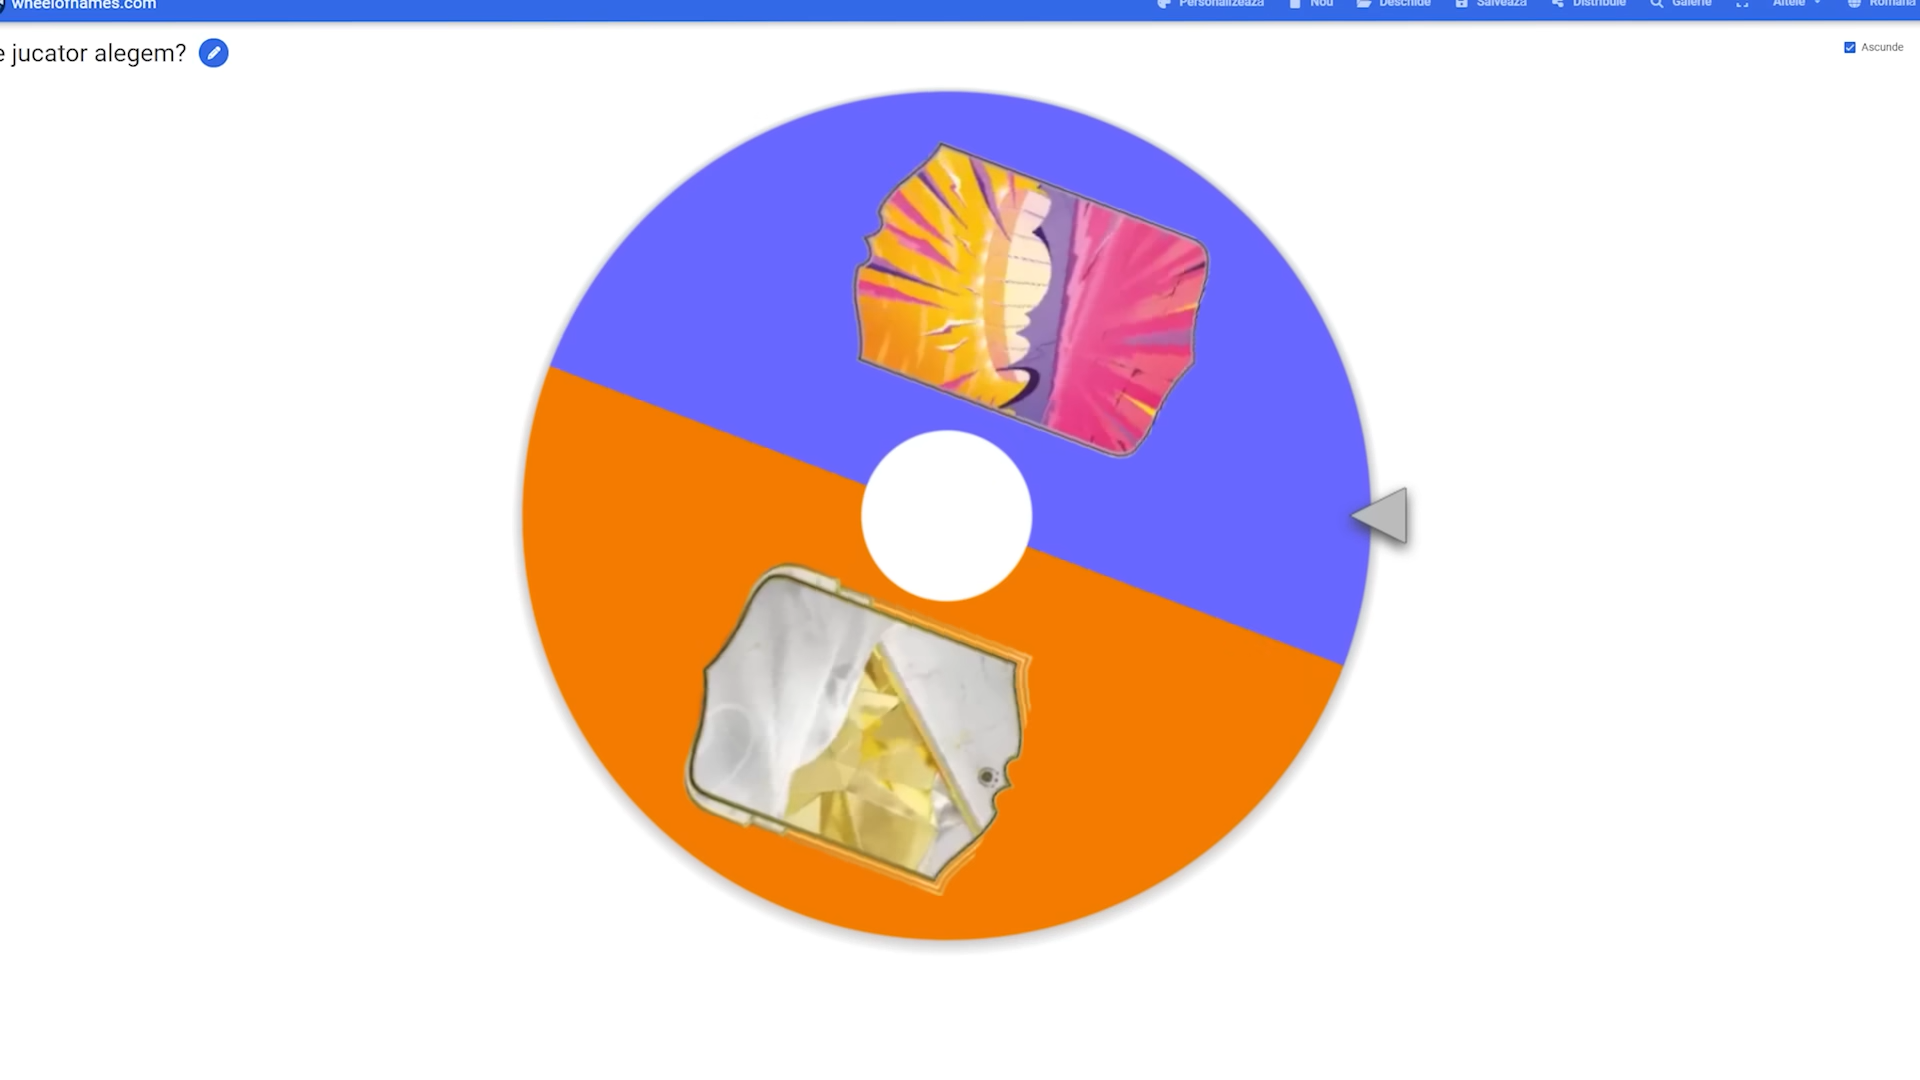 wheelofnames.com
Personalizează
Nou
Deschide
Salvează
Distribuie
Galerie
Altele
Română
e jucator alegem?
Ascunde